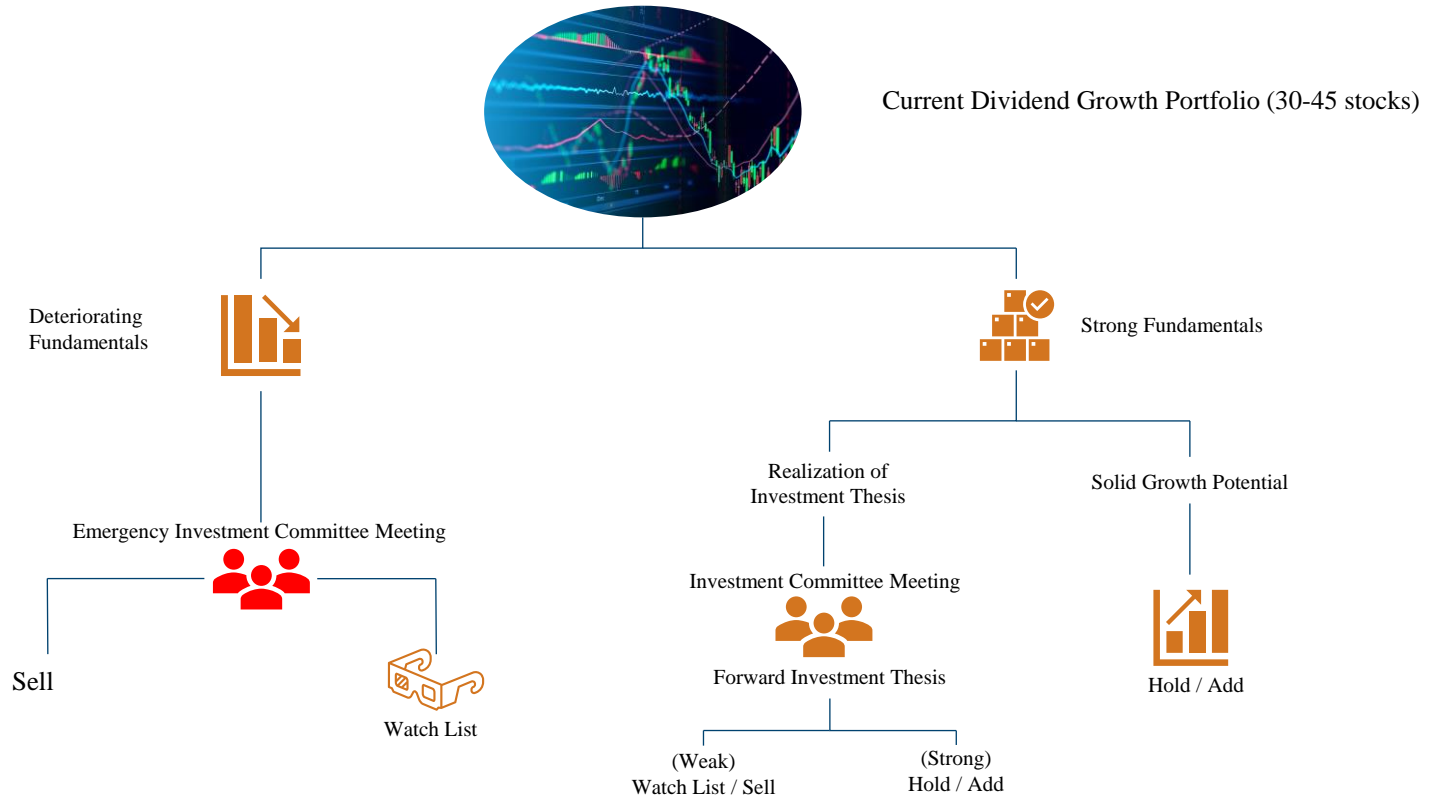 Current Dividend Growth Portfolio (30-45 stocks)
Deteriorating
Fundamentals
Strong Fundamentals
Realization of
Investment Thesis
Solid Growth Potential
Emergency Investment Committee Meeting
Investment Committee Meeting
Sell
Watch List
Forward Investment Thesis
Hold / Add
(Weak)
Watch List / Sell
(Strong)
Hold / Add